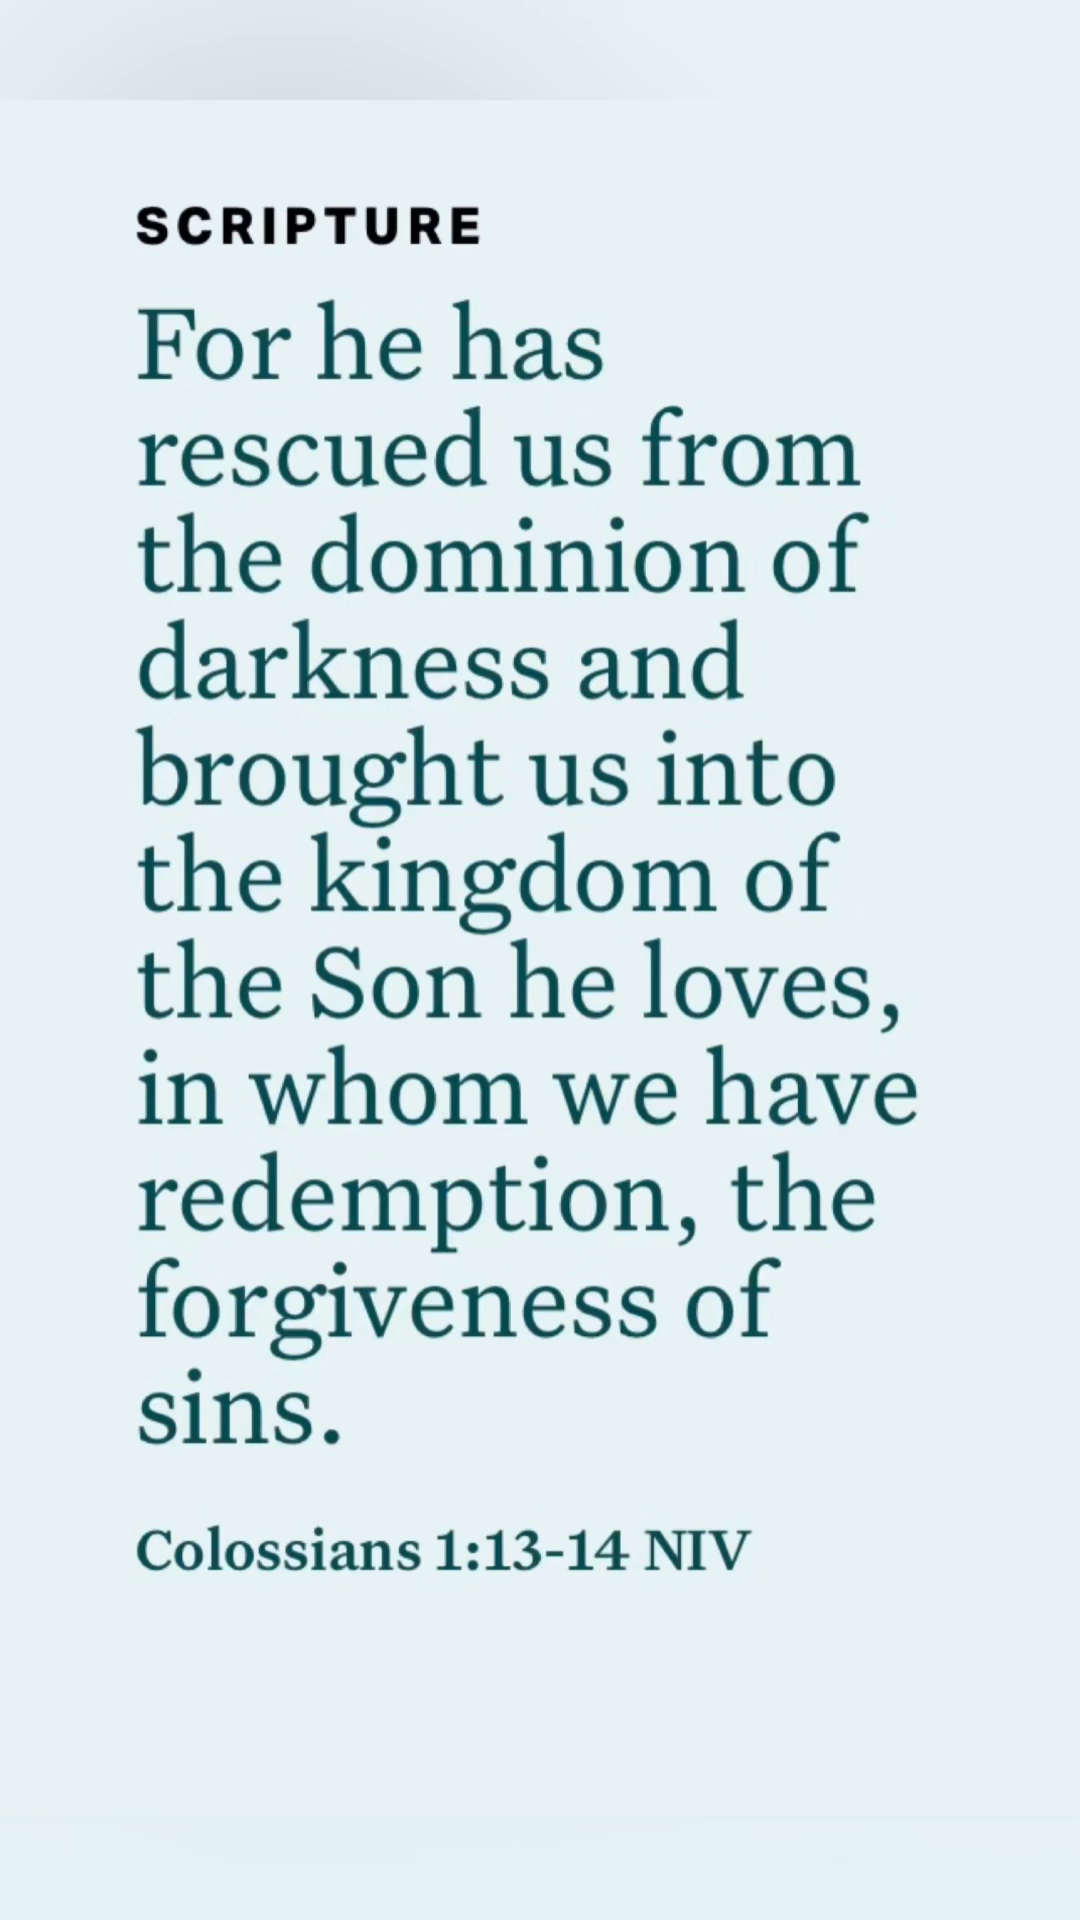 SCRIPTURE
For he has
rescued us from
the dominion of
darkness and
brought us into
the kingdom of
the Son he loves,
in whom we have
redemption, the
forgiveness of
sins.
Colossians 1:13-14 NIV